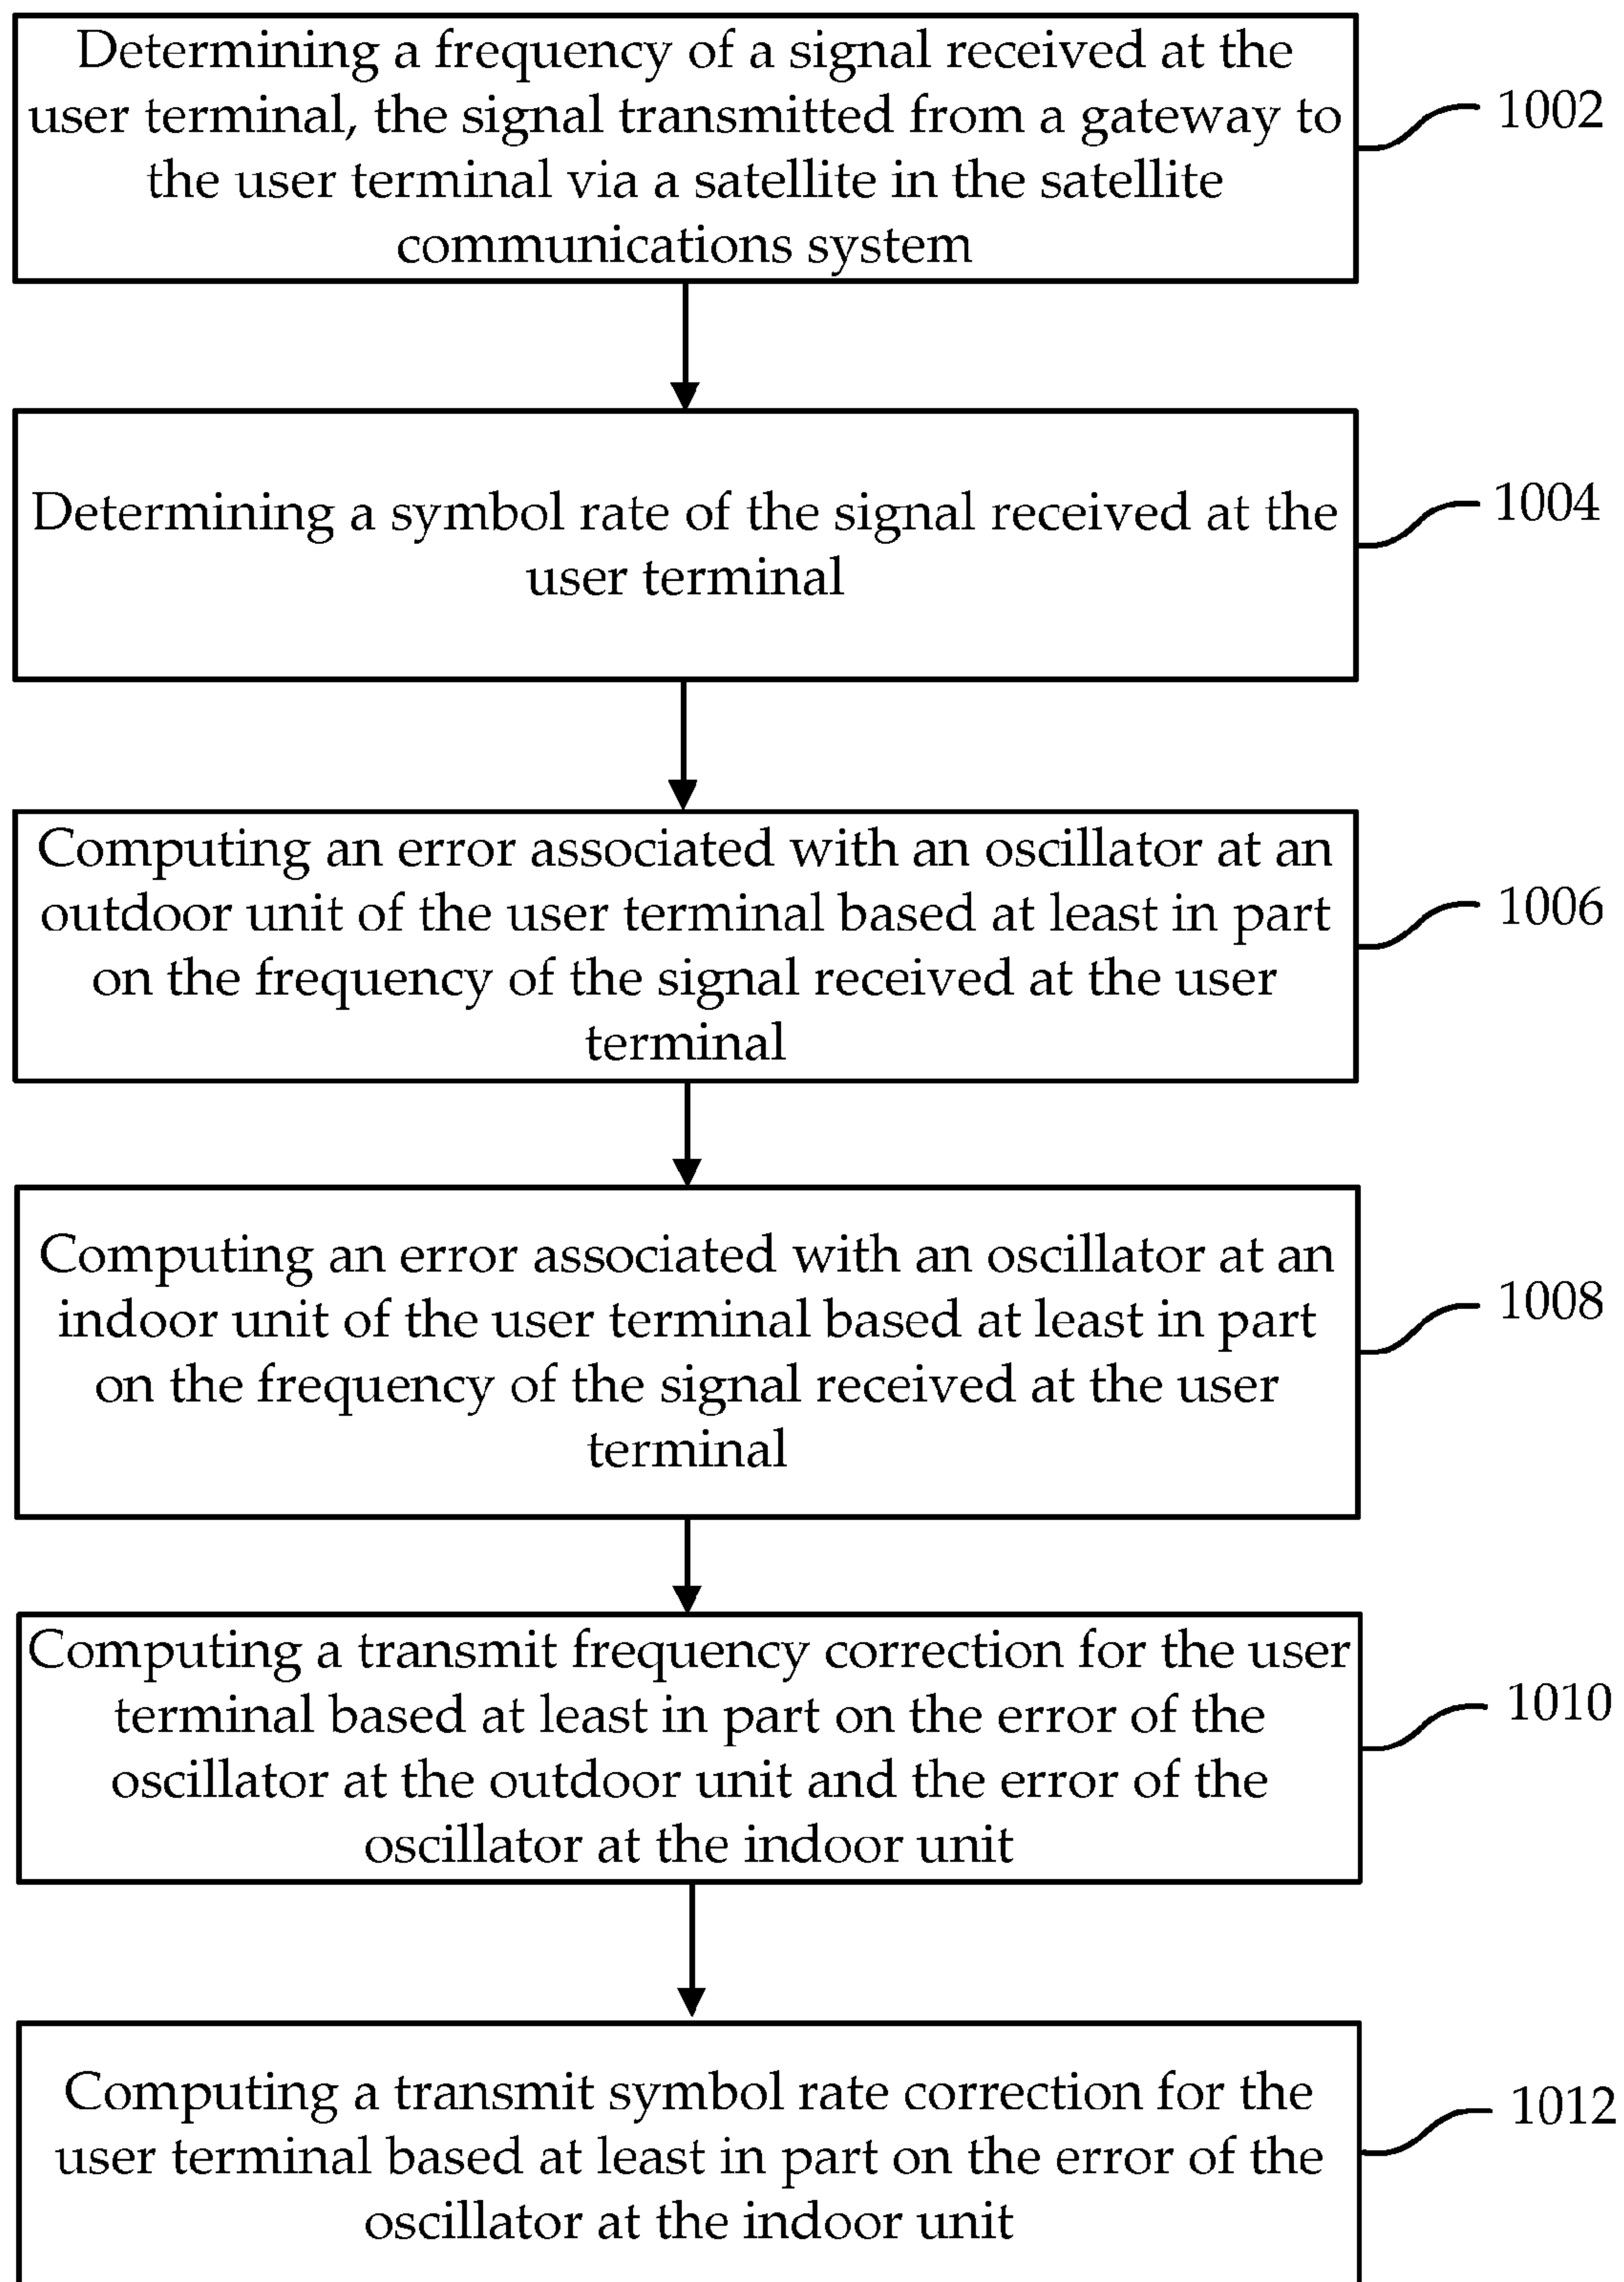 Determining a frequency of a signal received at the
user terminal, the signal transmitted from a gateway to
the user terminal via a satellite in the satellite
communications system
1002
Determining a symbol rate of the signal received at the
user terminal
1004
Computing an error associated with an oscillator at an
outdoor unit of the user terminal based at least in part
on the frequency of the signal received at the user
terminal
1006
Computing an error associated with an oscillator at an
indoor unit of the user terminal based at least in part
on the frequency of the signal received at the user
terminal
1008
Computing a transmit frequency correction for the user
terminal based at least in part on the error of the
oscillator at the outdoor unit and the error of the
oscillator at the indoor unit
1010
Computing a transmit symbol rate correction for the
user terminal based at least in part on the error of the
oscillator at the indoor unit
1012